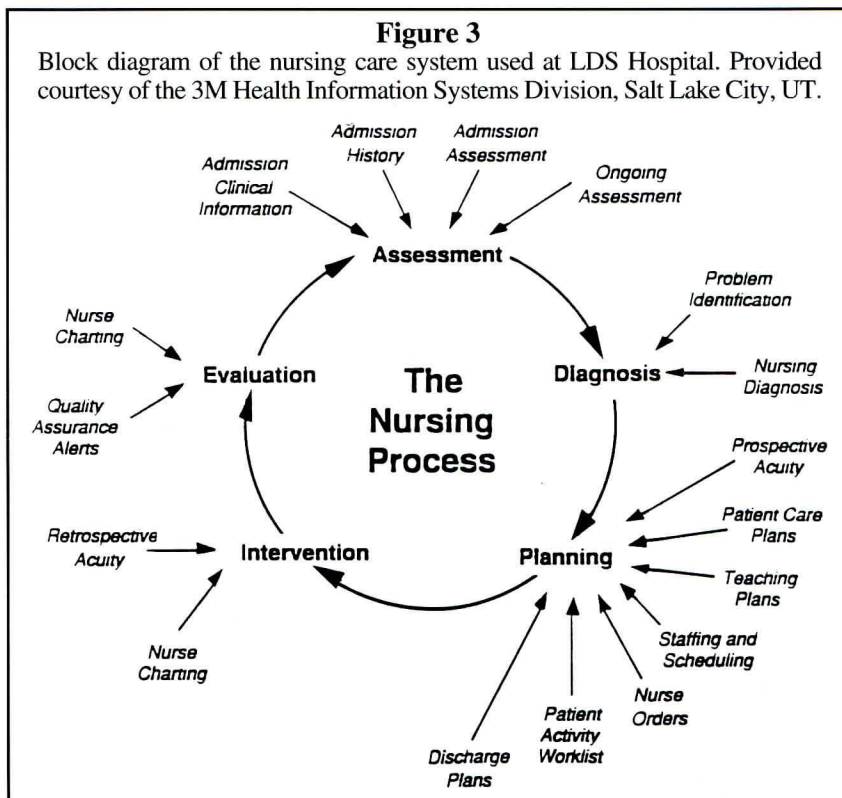 Figure 3
Block diagram of the nursing care system used at LDS Hospital. Provided
courtesy of the 3M Health Information Systems Division, Salt Lake City, UT.
Admission
History
Admission
Assessment
Admission
Clinical
Information
Ongoing
Assessment
Assessment
Problem
Identification
Nurse
Charting
Evaluation
The
Nursing
Process
Diagnosis
Nursing
Diagnosis
Quality
Assurance
Alerts
Prospective
Acuity
Retrospective
Acuity
Intervention
Planning
Patient Care
Plans
Teaching
Plans
Nurse
Charting
Staffing and
Scheduling
Nurse
Orders
Patient
Activity
Worklist
Discharge
Plans